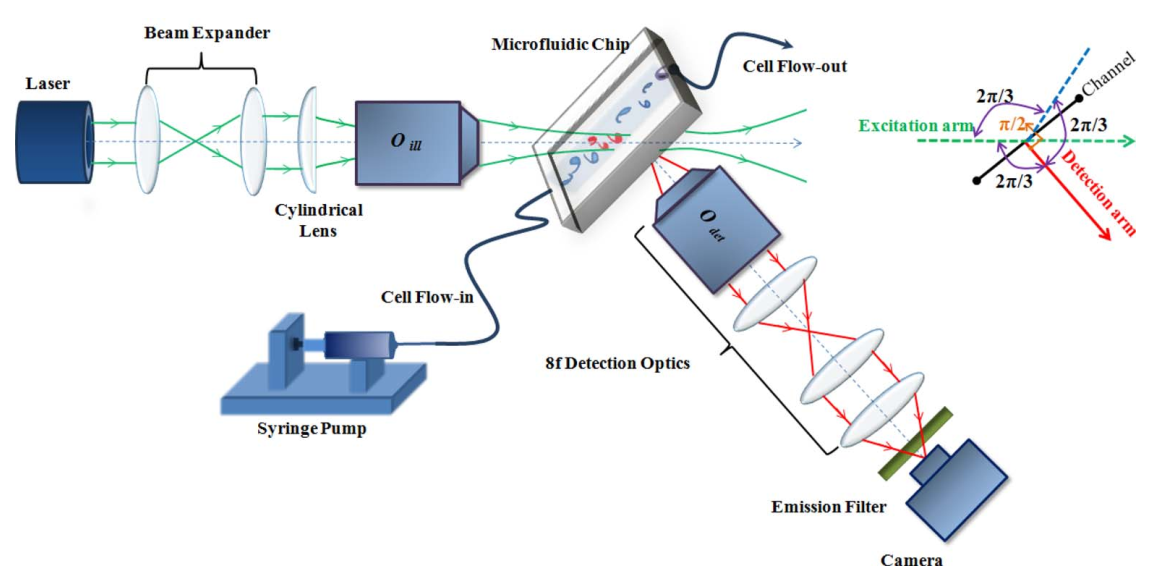 Beam Expander
Laser
Microfluidic Chip
Cell Flow-out
Channel
2π/3
Excitation arm
π/2
2π/3
2π/3
Detection arm
O ill
Cylindrical
Lens
O det
Cell Flow-in
8f Detection Optics
Syringe Pump
Emission Filter
Camera